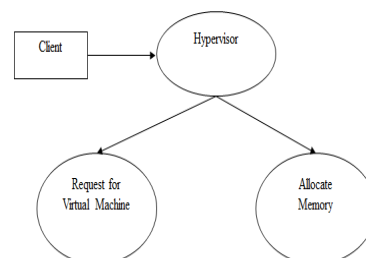 Client
Hypervisor
Request for
Virtual Machine
Allocate
Memory